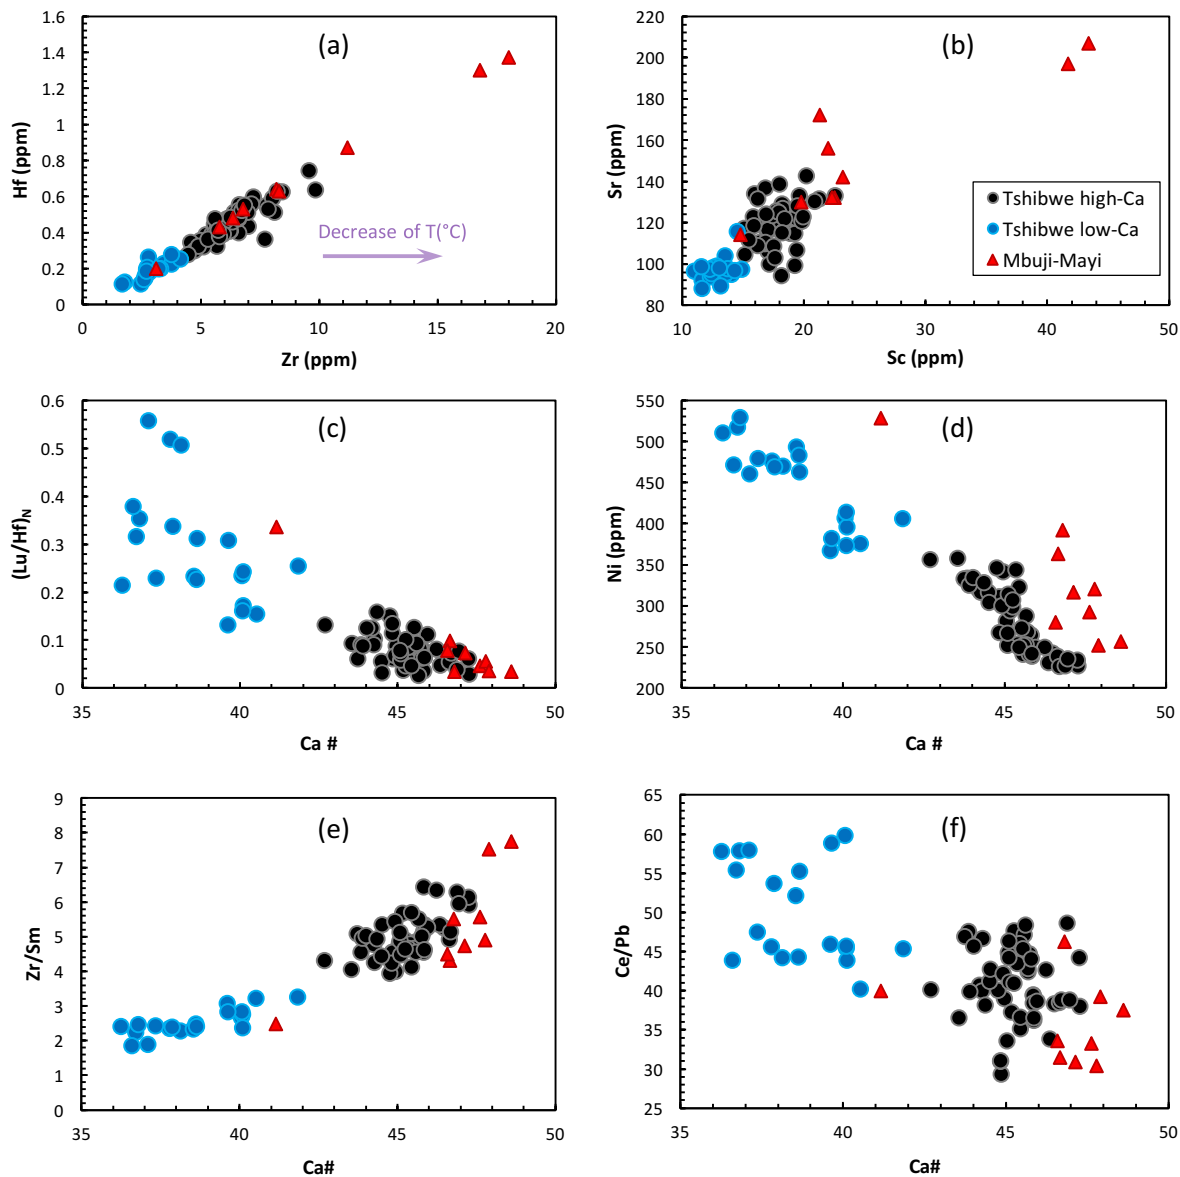 (a)
Hf (ppm)
1.6
1.4
1.2
1
0.8
0.6
0.4
0.2
0
Decrease of T(°C)
0 5 10 15 20
Zr (ppm)
(b)
Sr (ppm)
220
200
180
160
140
120
100
80
Tshibwe high-Ca
Tshibwe low-Ca
Mbuji-Mayi
10 20 30 40 50
Sc (ppm)
(c)
(Lu/Hf)N
0.6
0.5
0.4
0.3
0.2
0.1
0
35 40 45 50
Ca #
(d)
Ni (ppm)
550
500
450
400
350
300
250
200
35 40 45 50
Ca #
(e)
Zr/Sm
9
8
7
6
5
4
3
2
1
0
35 40 45 50
Ca#
(f)
Ce/Pb
65
60
55
50
45
40
35
30
25
35 40 45 50
Ca#